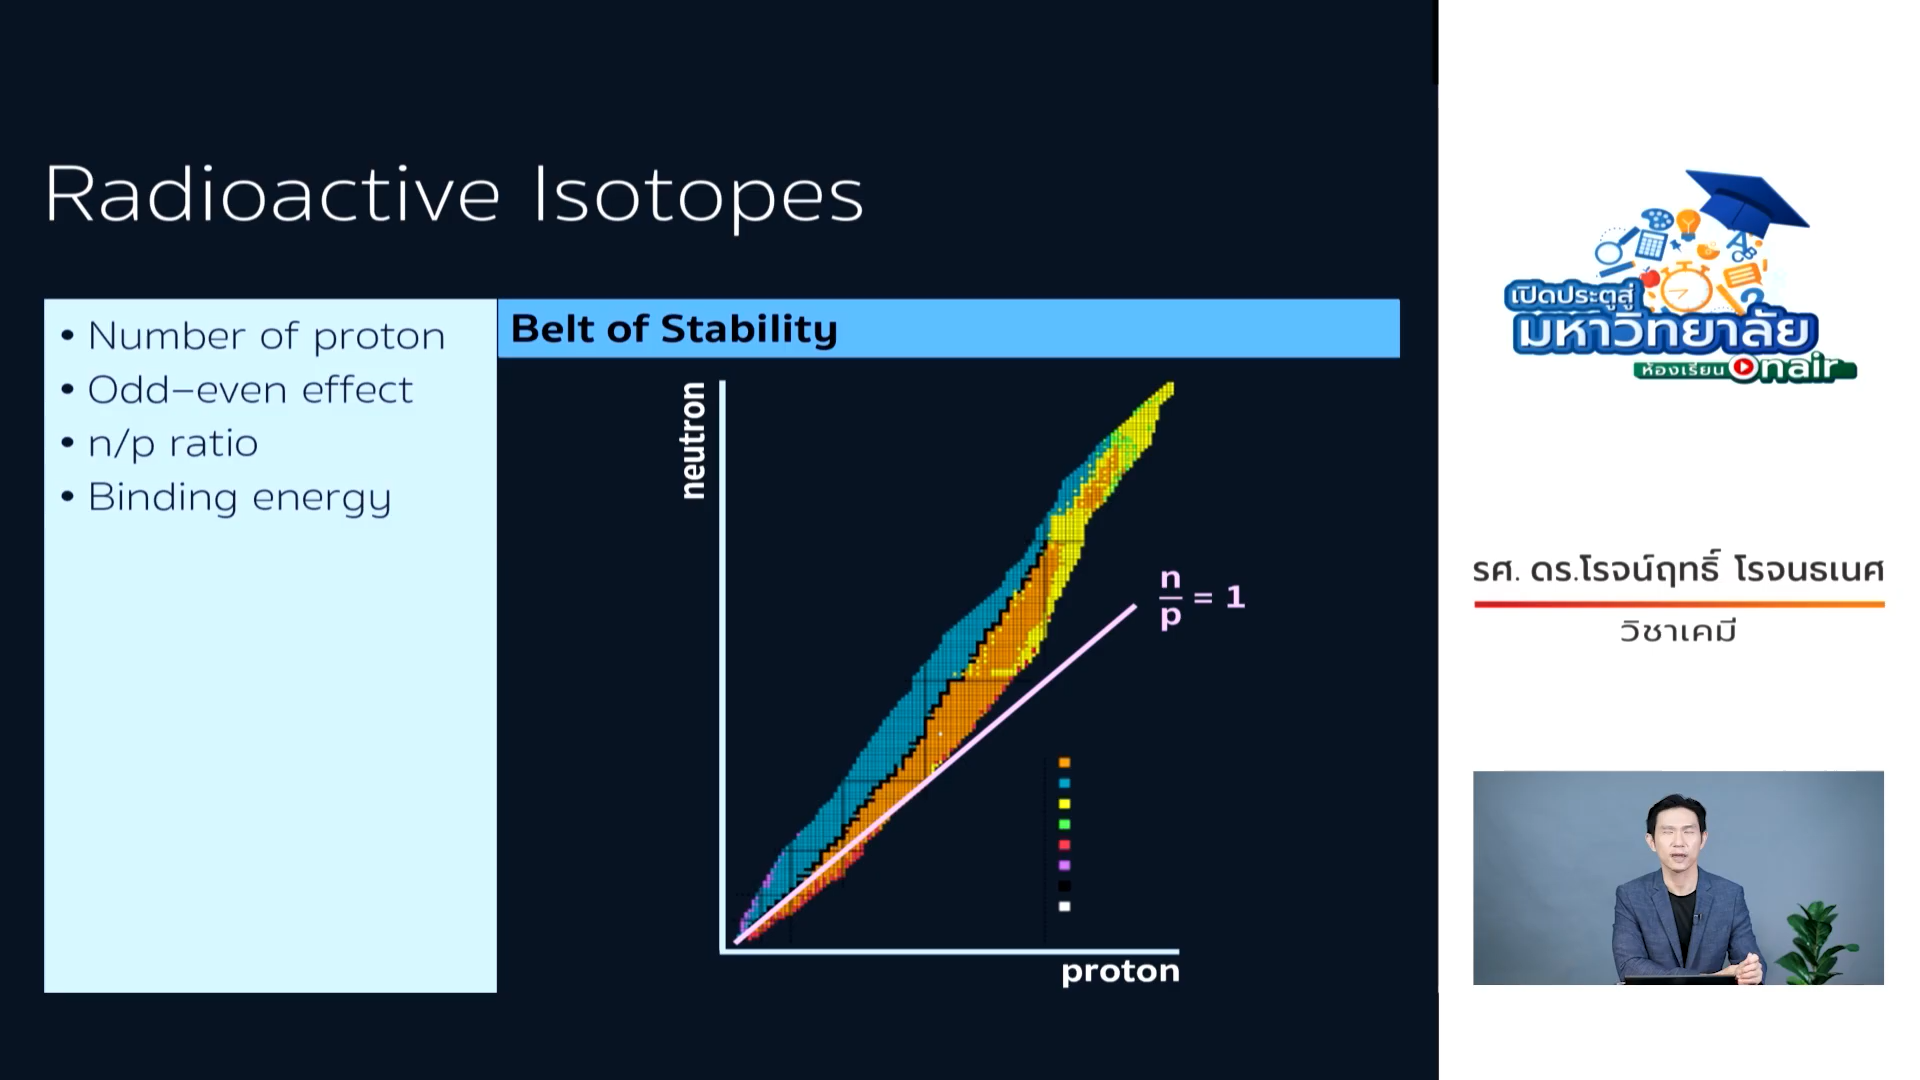 Radioactive Isotopes
• Number of proton
• Odd–even effect
• n/p ratio
• Binding energy
Belt of Stability
neutron
n
p
= 1
proton
เปิดประตูสู่
มหาวิทยาลัย
ห้องเรียน Onair
รศ. ดร.โรจน์ฤทธิ์ โรจนธเนศ
วิชาเคมี